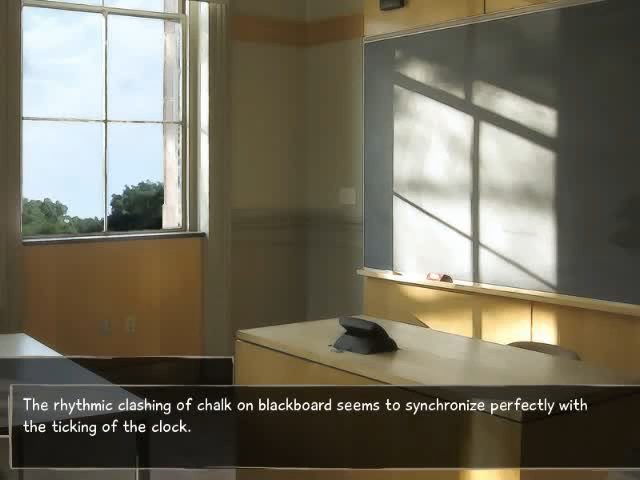 The rhythmic clashing of chalk on blackboard seems to synchronize perfectly with
the ticking of the clock.